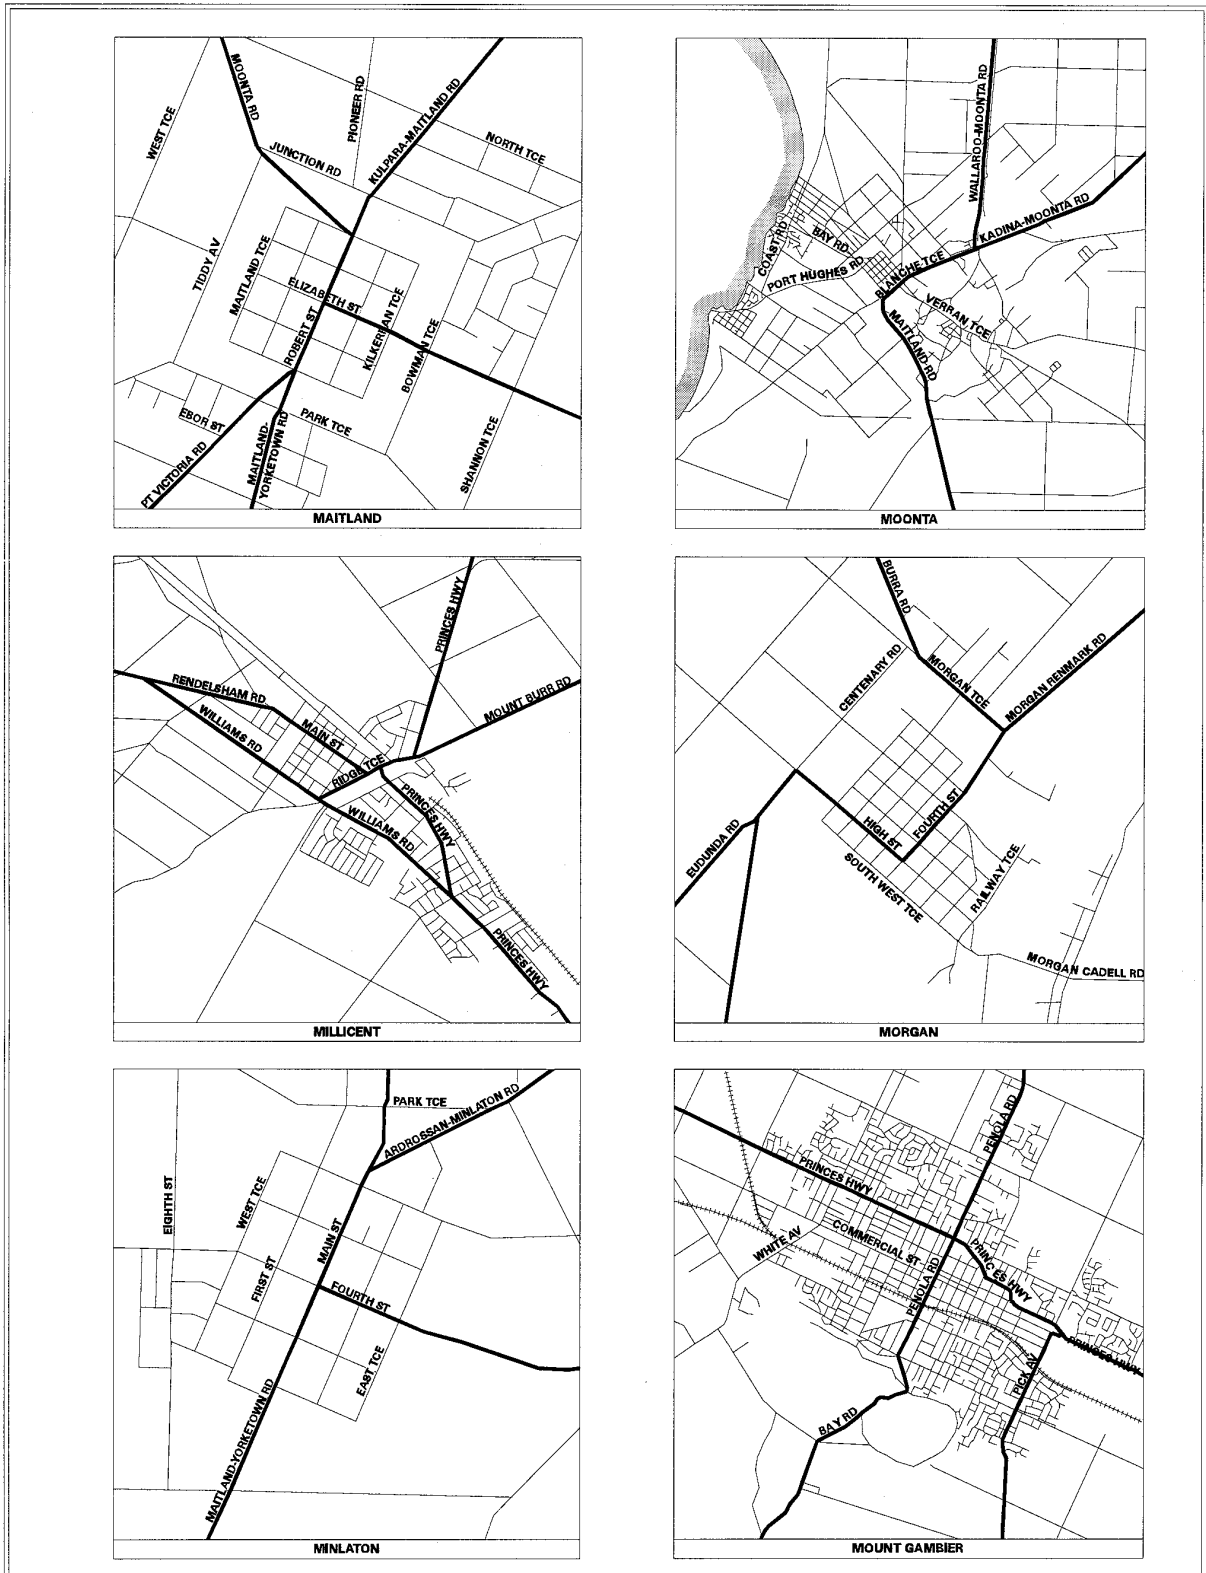 MOONTA RD
WEST TCE
PIONEER RD
KULPARA-MAITLAND RD
NORTH TCE
JUNCTION RD
TIDDY AV
MAITLAND TCE
ELIZABETH ST
ROBERT ST
KILKERRAN TCE
BOWMAN TCE
EBOR ST
PARK TCE
PT VICTORIA RD
MAITLAND-
YORKETOWN RD
SHANNON TCE
MAITLAND
WALLAROO-MOONTA RD
KADINA-MOONTA RD
COAST RD
BAY RD
PORT HUGHES RD
BLANCHE TCE
VERRAN TCE
MAITLAND RD
MOONTA
PRINCES HWY
RENDELSHAM RD
MOUNT BURR RD
WILLIAMS RD
MAIN ST
RIDGE TCE
PRINCES HWY
WILLIAMS RD
PRINCES HWY
MILLICENT
BURRA RD
CENTENARY RD
MORGAN TCE
MORGAN RENMARK RD
EUDUNDA RD
HIGH ST
FOURTH ST
SOUTH WEST TCE
RAILWAY TCE
MORGAN CADELL RD
MORGAN
PARK TCE
ARDROSSAN-MINLATON RD
EIGHTH ST
WEST TCE
MAIN ST
FIRST ST
FOURTH ST
EAST TCE
MAITLAND-YORKETOWN RD
MINLATON
PENOLA RD
PRINCES HWY
WHITE AV
COMMERCIAL ST
PENOLA RD
PRINCES HWY
PRINCES HWY
PICK AV
BAY RD
MOUNT GAMBIER